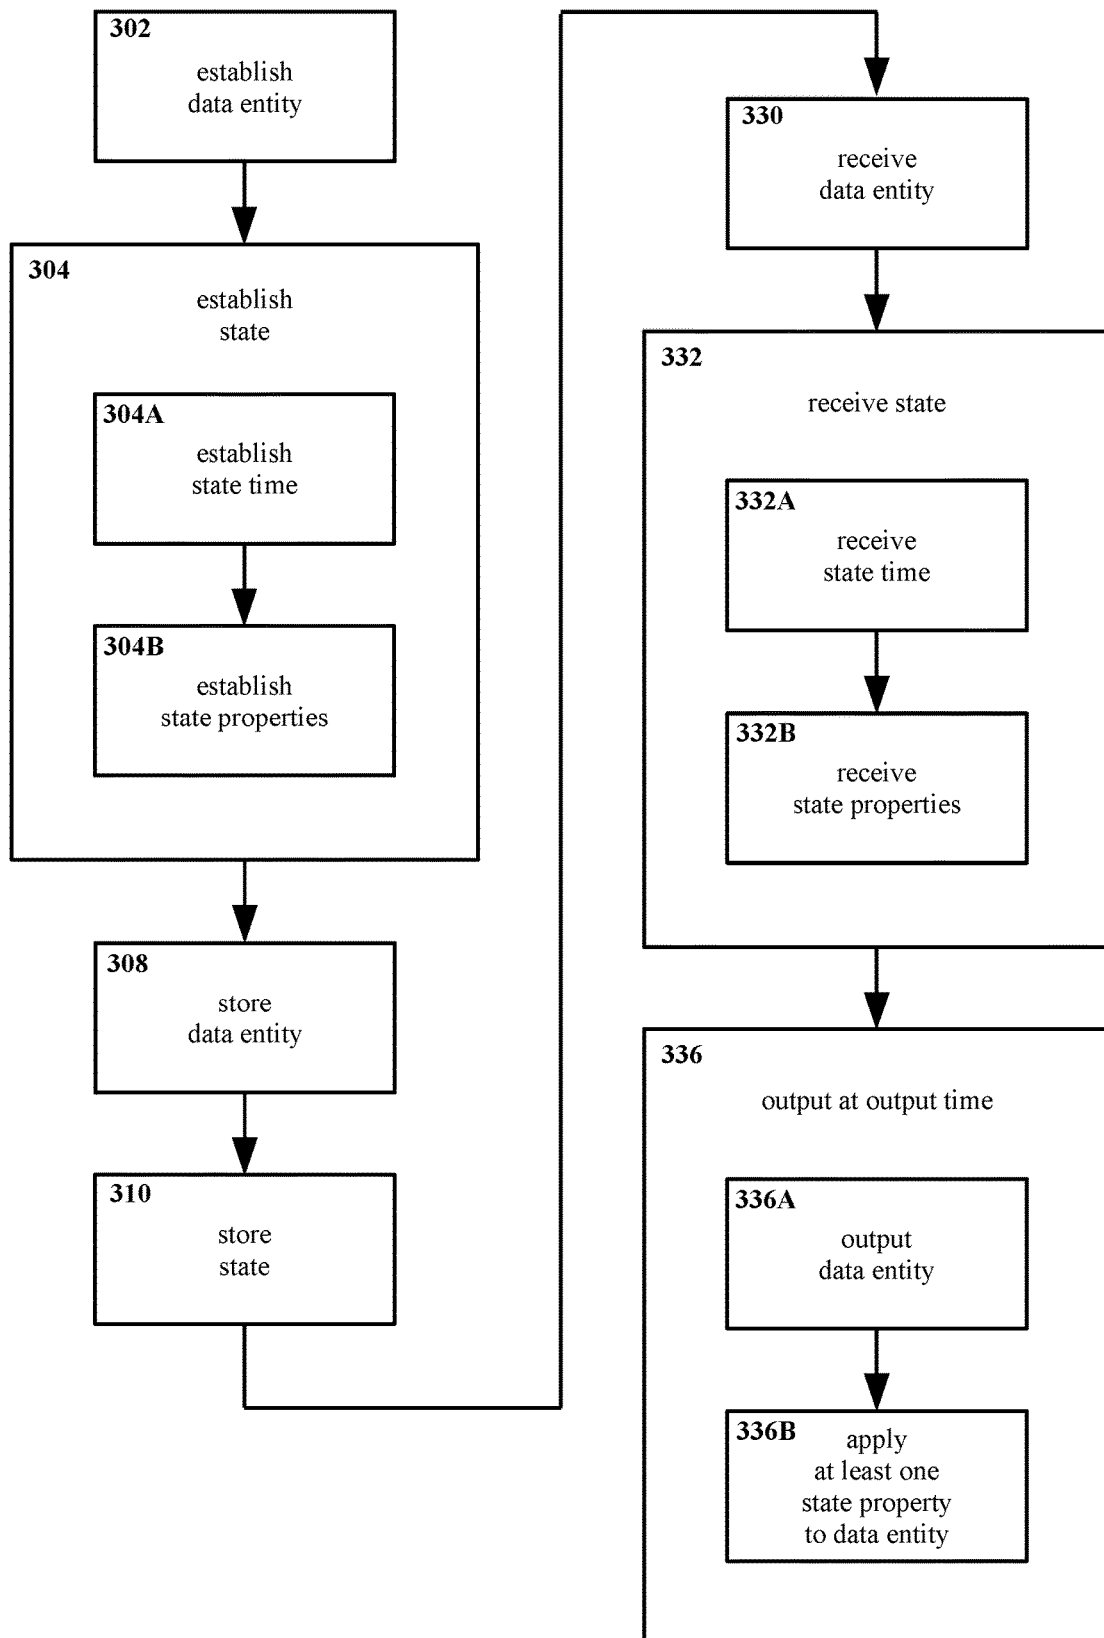 302
establish
data entity
304
establish
state
304A
establish
state time
304B
establish
state properties
308
store
data entity
310
store
state
330
receive
data entity
332
receive state
332A
receive
state time
332B
receive
state properties
336
output at output time
336A
output
data entity
336B
apply
at least one
state property
to data entity